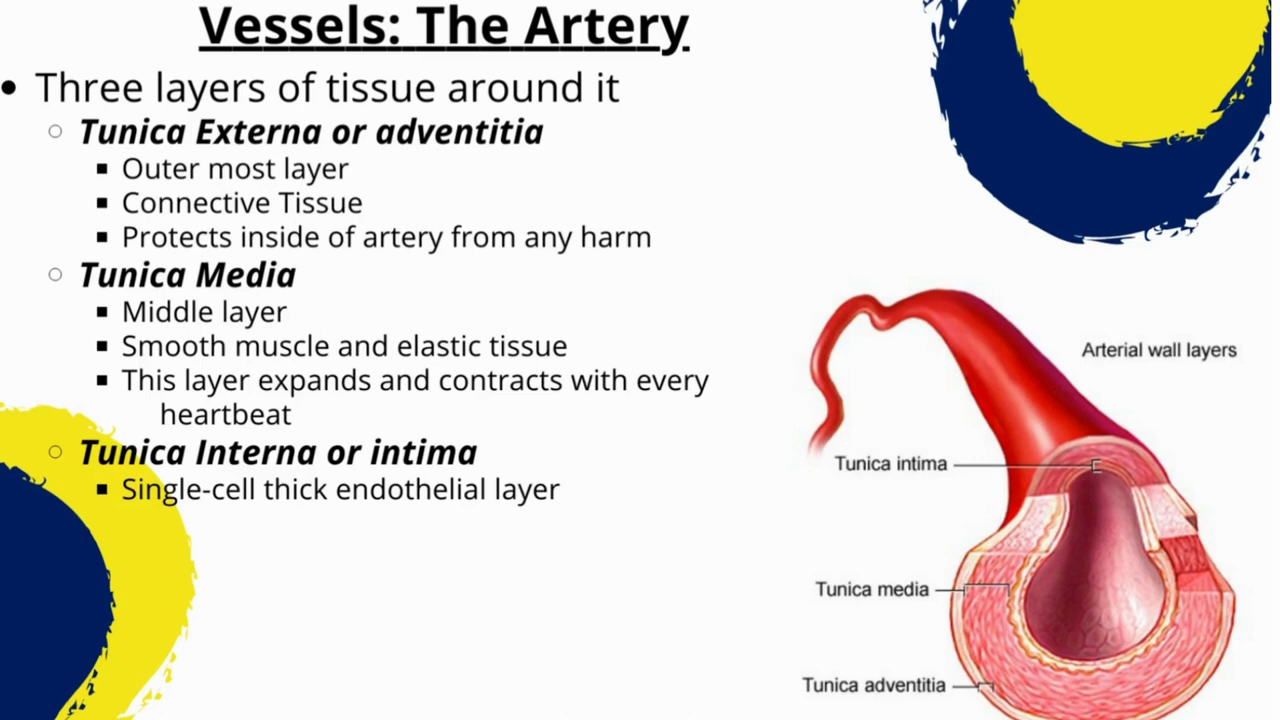 Vessels: The Artery
• Three layers of tissue around it
○ Tunica Externa or adventitia
▪ Outer most layer
▪ Connective Tissue
▪ Protects inside of artery from any harm
○ Tunica Media
▪ Middle layer
▪ Smooth muscle and elastic tissue
▪ This layer expands and contracts with every
heartbeat
○ Tunica Interna or intima
▪ Single-cell thick endothelial layer
Arterial wall layers
Tunica intima
Tunica media
Tunica adventitia